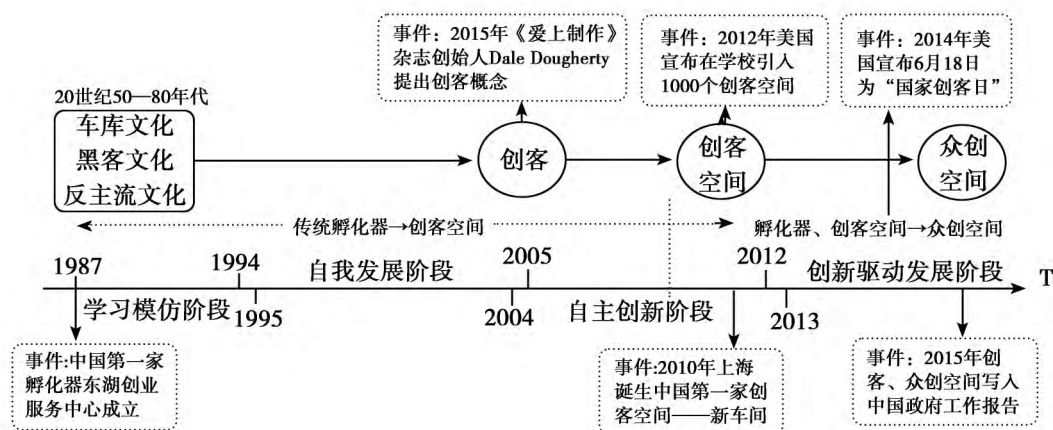 事件：2015年《爱上制作》
杂志创始人Dale Dougherty
提出创客概念
事件：2012年美国
宣布在学校引入
1000个创客空间
事件：2014年美
国宣布6月18日
为“国家创客日”
20世纪50—80年代
车库文化
黑客文化
反主流文化
创客
创客
空间
众创
空间
传统孵化器→创客空间
孵化器、创客空间→众创空间
1987
1994
自我发展阶段
2005
2012
创新驱动发展阶段
T
学习模仿阶段
1995
2004
自主创新阶段
2013
事件:中国第一家
孵化器东湖创业
服务中心成立
事件:2010年上海
诞生中国第一家创
客空间——新车间
事件：2015年创
客、众创空间写入
中国政府工作报告